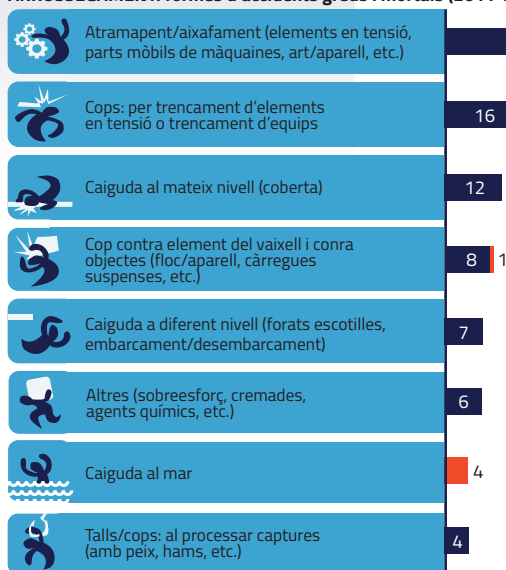 Atramapent/aixafament (elements en tensió,
parts mòbils de màquaines, art/aparell, etc.)
Cops: per trencament d'elements
en tensió o trencament d'equips
16
Caiguda al mateix nivell (coberta)
12
Cop contra element del vaixell i conra
objectes (floc/aparell, càrregues
suspenses, etc.)
8 1
Caiguda a diferent nivell (forats escotilles,
embarcament/desembarcament)
7
Altres (sobreesforç, cremades,
agents químics, etc.)
6
Caiguda al mar
4
Talls/cops: al processar captures
(amb peix, hams, etc.)
4